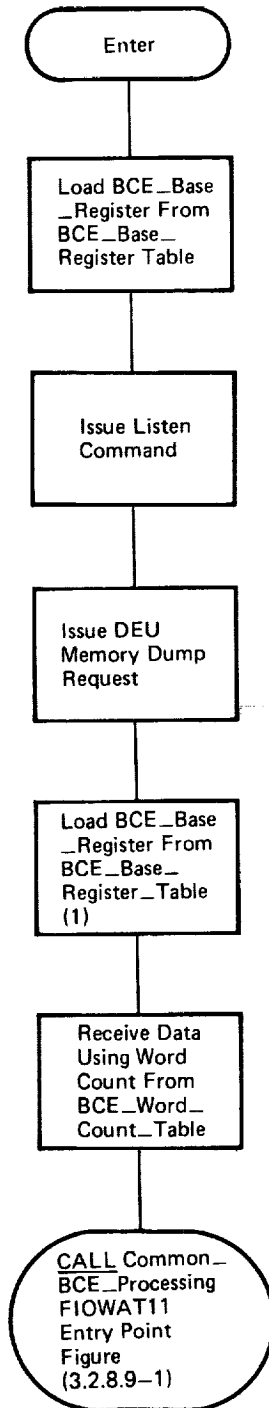 Enter
Load BCE_Base
_Register From
BCE_Base_
Register Table
Issue Listen
Command
Issue DEU
Memory Dump
Request
Load BCE_Base
_Register From
BCE_Base_
Register_Table
(1)
Receive Data
Using Word
Count From
BCE_Word_
Count_Table
CALL Common_
BCE_Processing
FIOWAT11
Entry Point
Figure
(3.2.8.9–1)